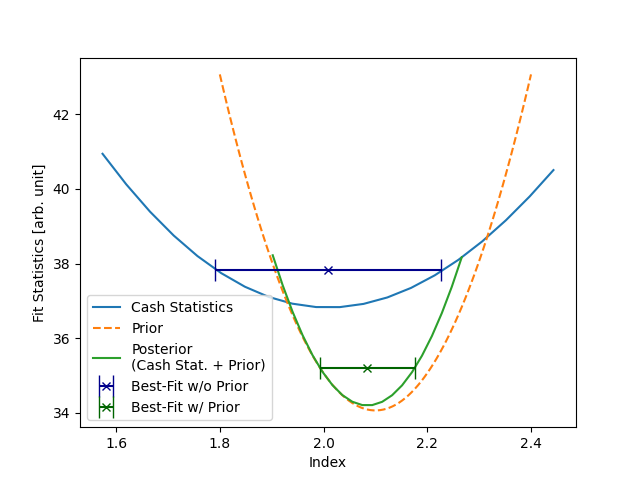 42
40
38
36
34
Fit Statistics [arb. unit]
Cash Statistics
Prior
Posterior
(Cash Stat. + Prior)
Best-Fit w/o Prior
Best-Fit w/ Prior
1.6
1.8
2.0
2.2
2.4
Index